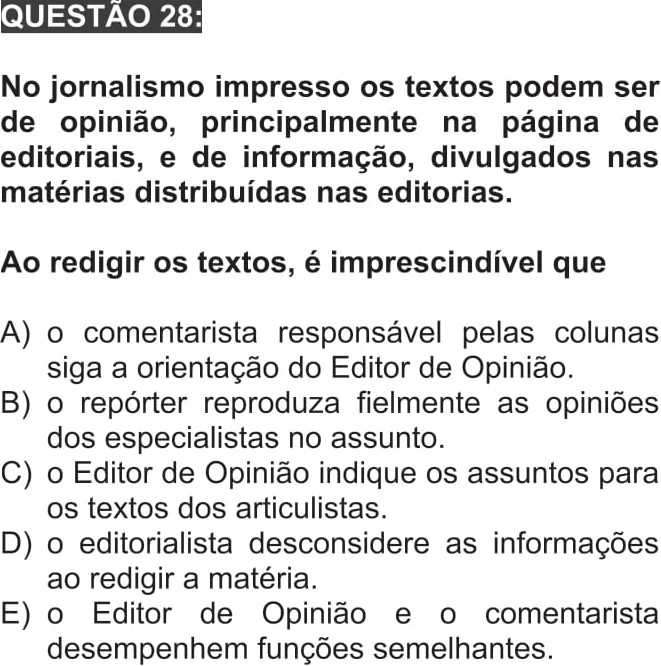 QUESTÃO 28:
No jornalismo impresso os textos podem ser
de opinião, principalmente na página de
editoriais, e de informação, divulgados nas
matérias distribuídas nas editorias.
Ao redigir os textos, é imprescindível que
A) o comentarista responsável pelas colunas
siga a orientação do Editor de Opinião.
B) o repórter reproduza fielmente as opiniões
dos especialistas no assunto.
C) o Editor de Opinião indique os assuntos para
os textos dos articulistas.
D) o editorialista desconsidere as informações
ao redigir a matéria.
E) o Editor de Opinião e o comentarista
desempenhem funções semelhantes.